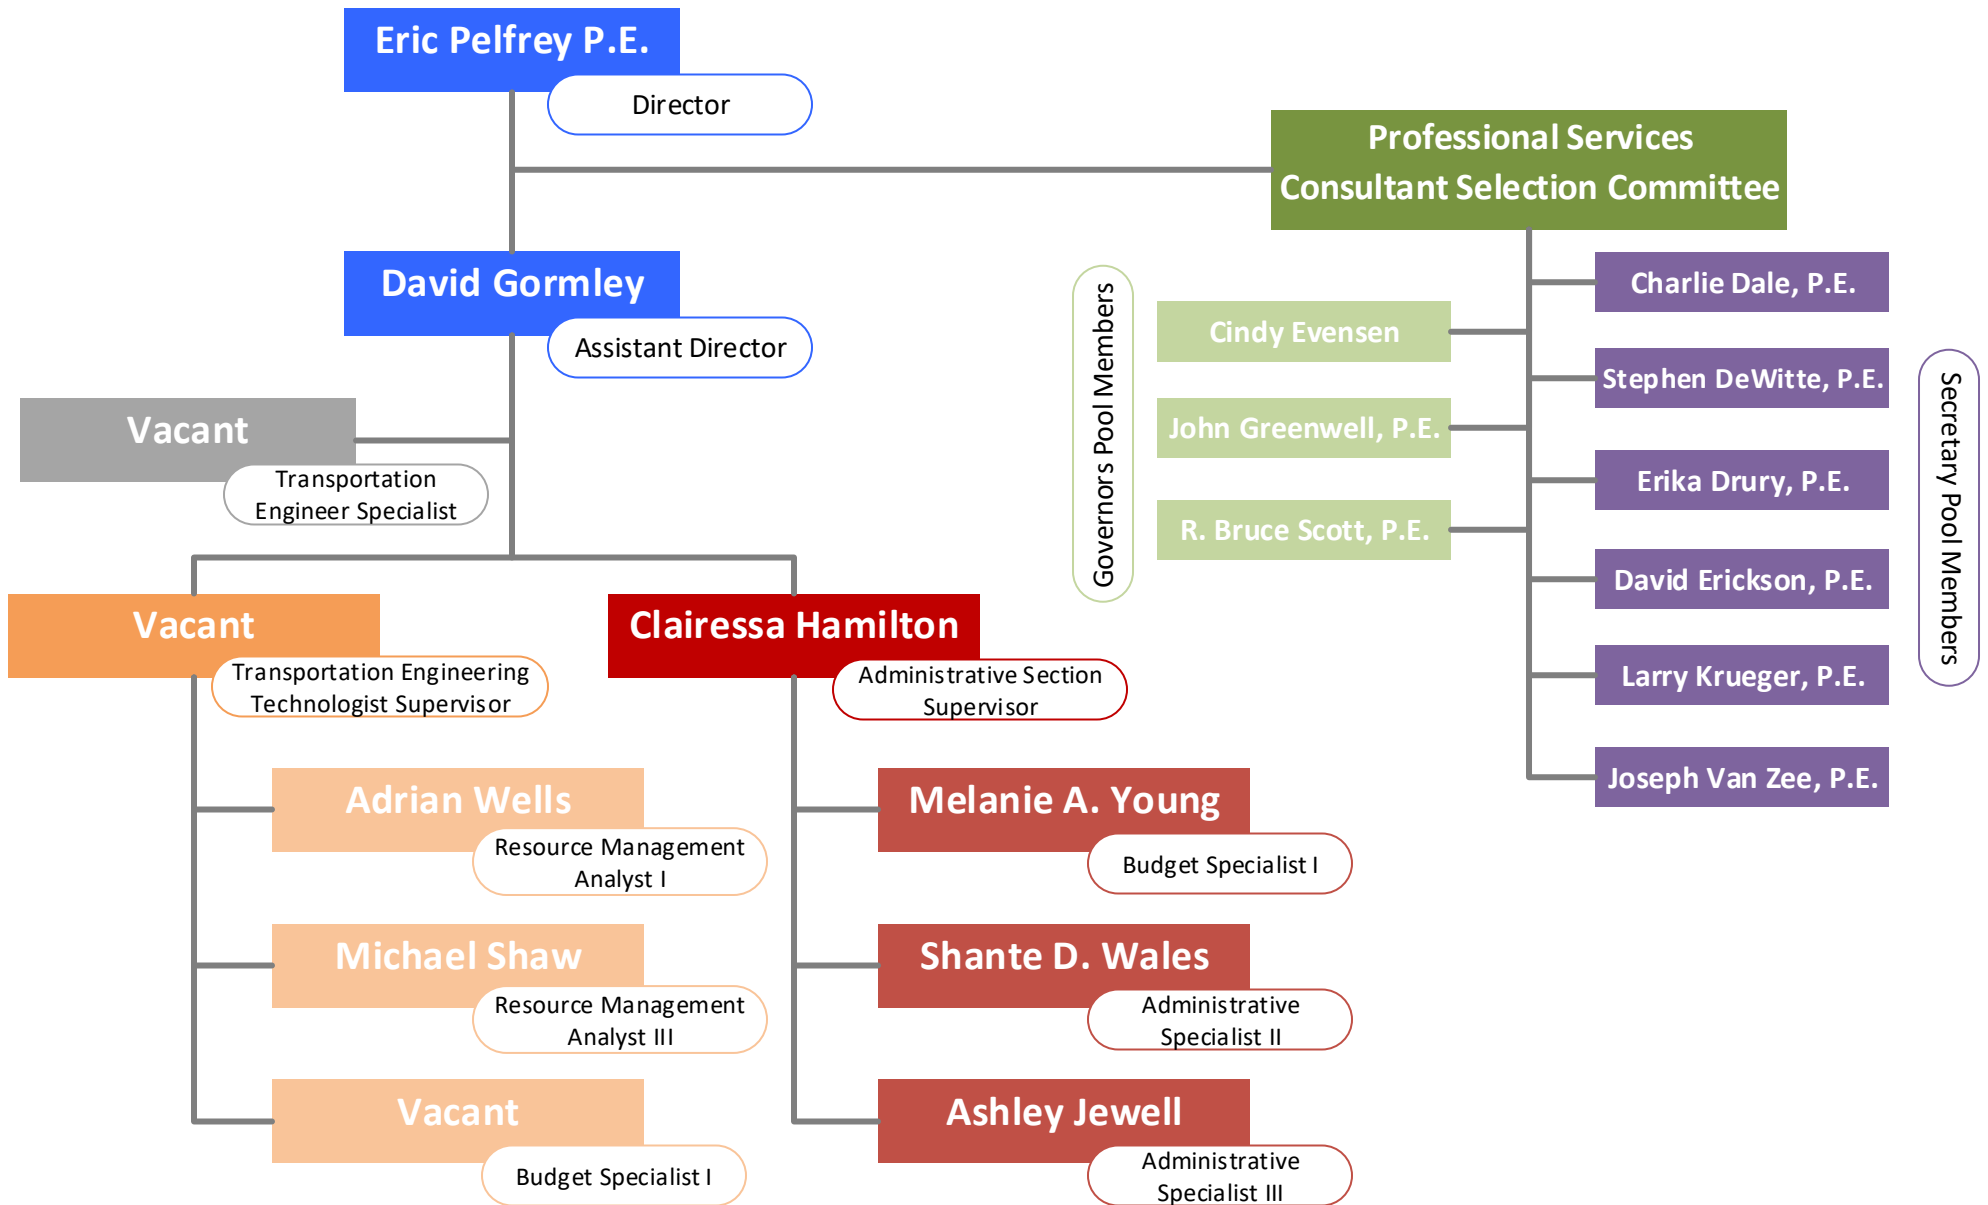 Eric Pelfrey P.E.
Director
Professional Services
Consultant Selection Committee
David Gormley
Assistant Director
Vacant
Transportation
Engineer Specialist
Governors Pool Members
Cindy Evensen
John Greenwell, P.E.
R. Bruce Scott, P.E.
Charlie Dale, P.E.
Stephen DeWitte, P.E.
Erika Drury, P.E.
David Erickson, P.E.
Larry Krueger, P.E.
Joseph Van Zee, P.E.
Secretary Pool Members
Vacant
Transportation Engineering
Technologist Supervisor
Adrian Wells
Resource Management
Analyst I
Michael Shaw
Resource Management
Analyst III
Vacant
Budget Specialist I
Clairessa Hamilton
Administrative Section
Supervisor
Melanie A. Young
Budget Specialist I
Shante D. Wales
Administrative
Specialist II
Ashley Jewell
Administrative
Specialist III